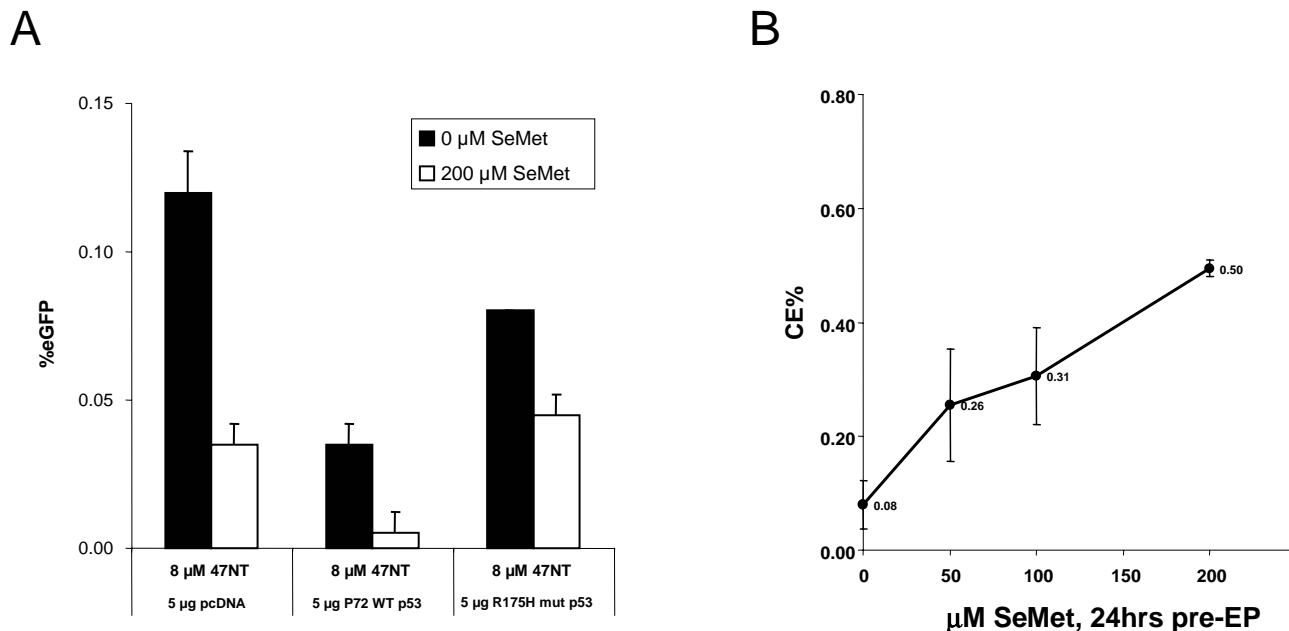 A
0.15
0.10
0.05
0.00
%eGFP
0 µM SeMet
200 µM SeMet
8 µM 47NT
5 µg pcDNA
8 µM 47NT
5 µg P72 WT p53
8 µM 47NT
5 µg R175H mut p53
B
0.80
0.60
0.40
0.20
0.00
CE%
0.08
0.26
0.31
0.50
0 50 100 150 200
µM SeMet, 24hrs pre-EP